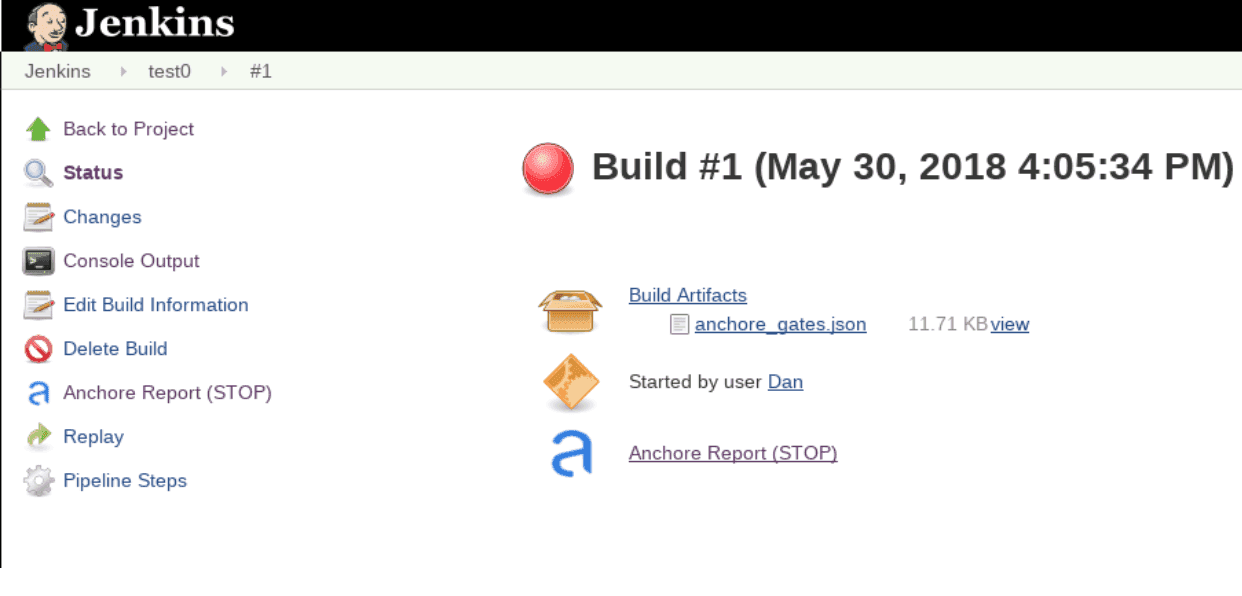 Jenkins
Jenkins test0 #1
Back to Project
Status
Changes
Console Output
Edit Build Information
Delete Build
Anchore Report (STOP)
Replay
Pipeline Steps
Build #1 (May 30, 2018 4:05:34 PM)
Build Artifacts
anchore_gates.json 11.71 KB view
Started by user Dan
Anchore Report (STOP)